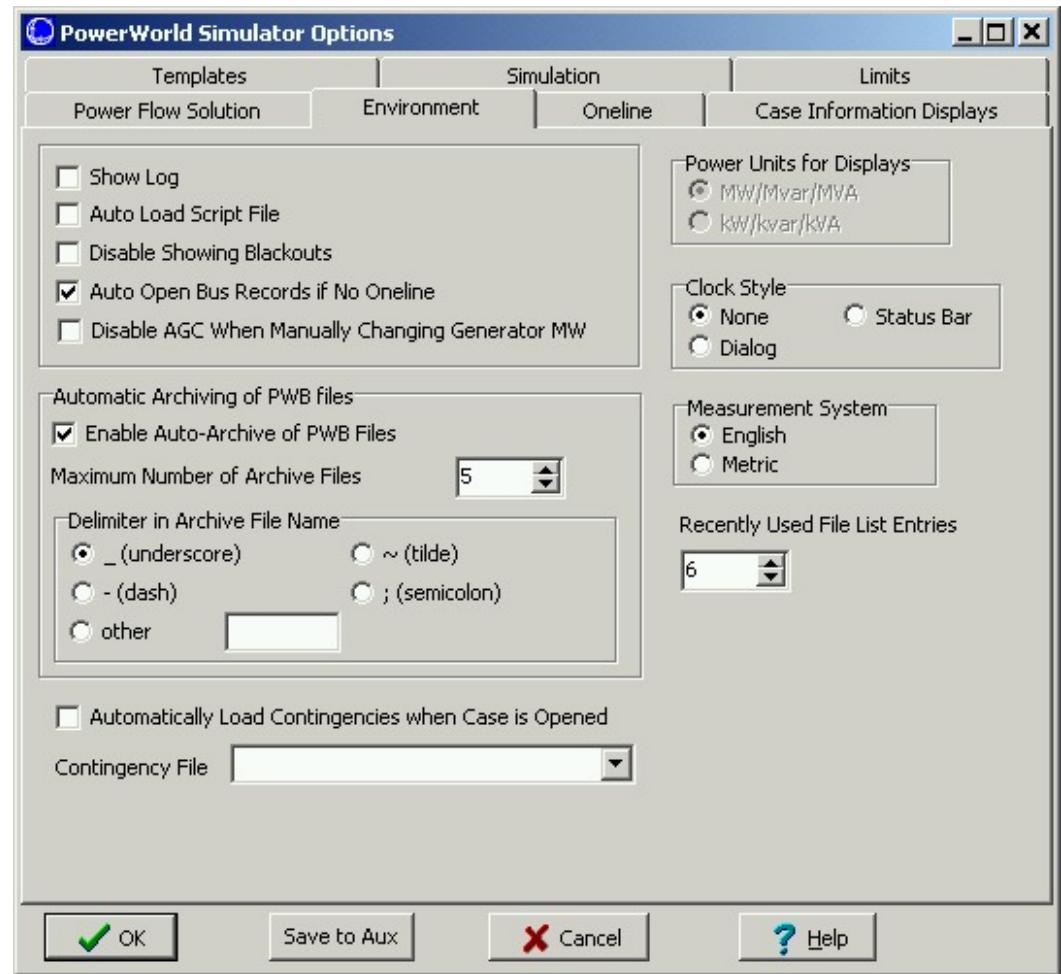 PowerWorld Simulator Options
Templates Simulation Limits
Power Flow Solution Environment Oneline Case Information Displays
Show Log
Auto Load Script File
Disable Showing Blackouts
Auto Open Bus Records if No Oneline
Disable AGC When Manually Changing Generator MW
Automatic Archiving of PWB files
Enable Auto-Archive of PWB Files
Maximum Number of Archive Files 5
Delimiter in Archive File Name
_ (underscore) ~ (tilde)
- (dash) ; (semicolon)
other
Automatically Load Contingencies when Case is Opened
Contingency File
Power Units for Displays
MW/Mvar/MVA
kW/kvar/kVA
Clock Style
None Status Bar
Dialog
Measurement System
English
Metric
Recently Used File List Entries
6
OK Save to Aux Cancel Help